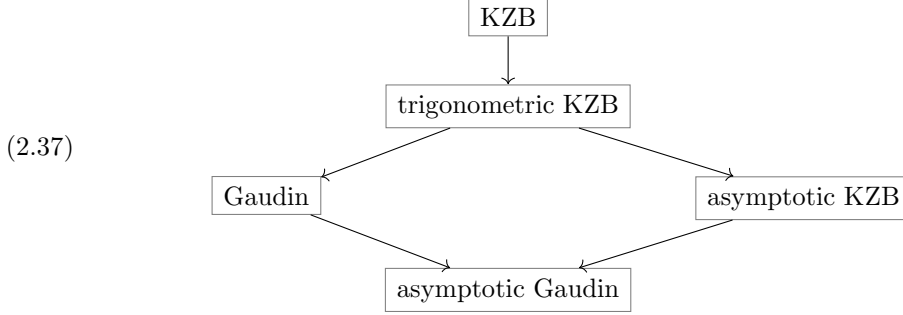 KZB
trigonometric KZB
(2.37)
Gaudin
asymptotic KZB
asymptotic Gaudin